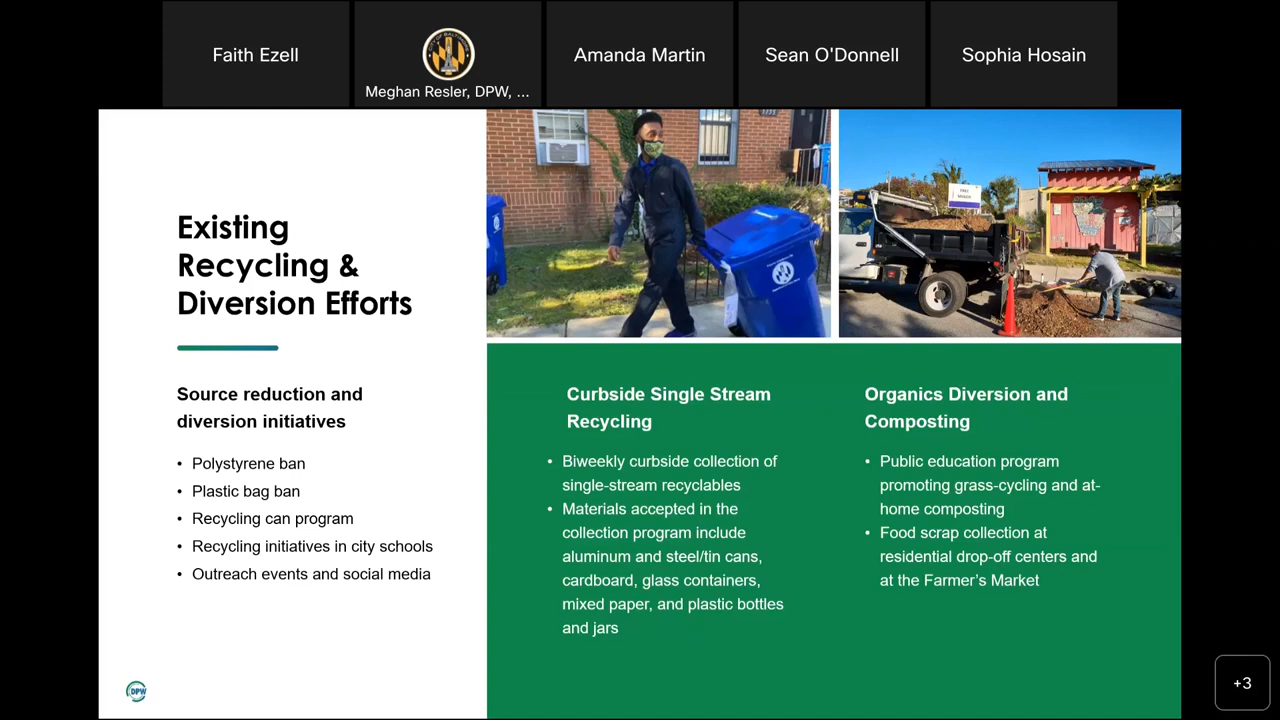 Faith Ezell
Meghan Resler, DPW, ...
Amanda Martin
Sean O'Donnell
Sophia Hosain
Existing
Recycling &
Diversion Efforts
Source reduction and
diversion initiatives
• Polystyrene ban
• Plastic bag ban
• Recycling can program
• Recycling initiatives in city schools
• Outreach events and social media
Curbside Single Stream
Recycling
• Biweekly curbside collection of
single-stream recyclables
• Materials accepted in the
collection program include
aluminum and steel/tin cans,
cardboard, glass containers,
mixed paper, and plastic bottles
and jars
Organics Diversion and
Composting
• Public education program
promoting grass-cycling and at-
home composting
• Food scrap collection at
residential drop-off centers and
at the Farmer’s Market
DPW
+3